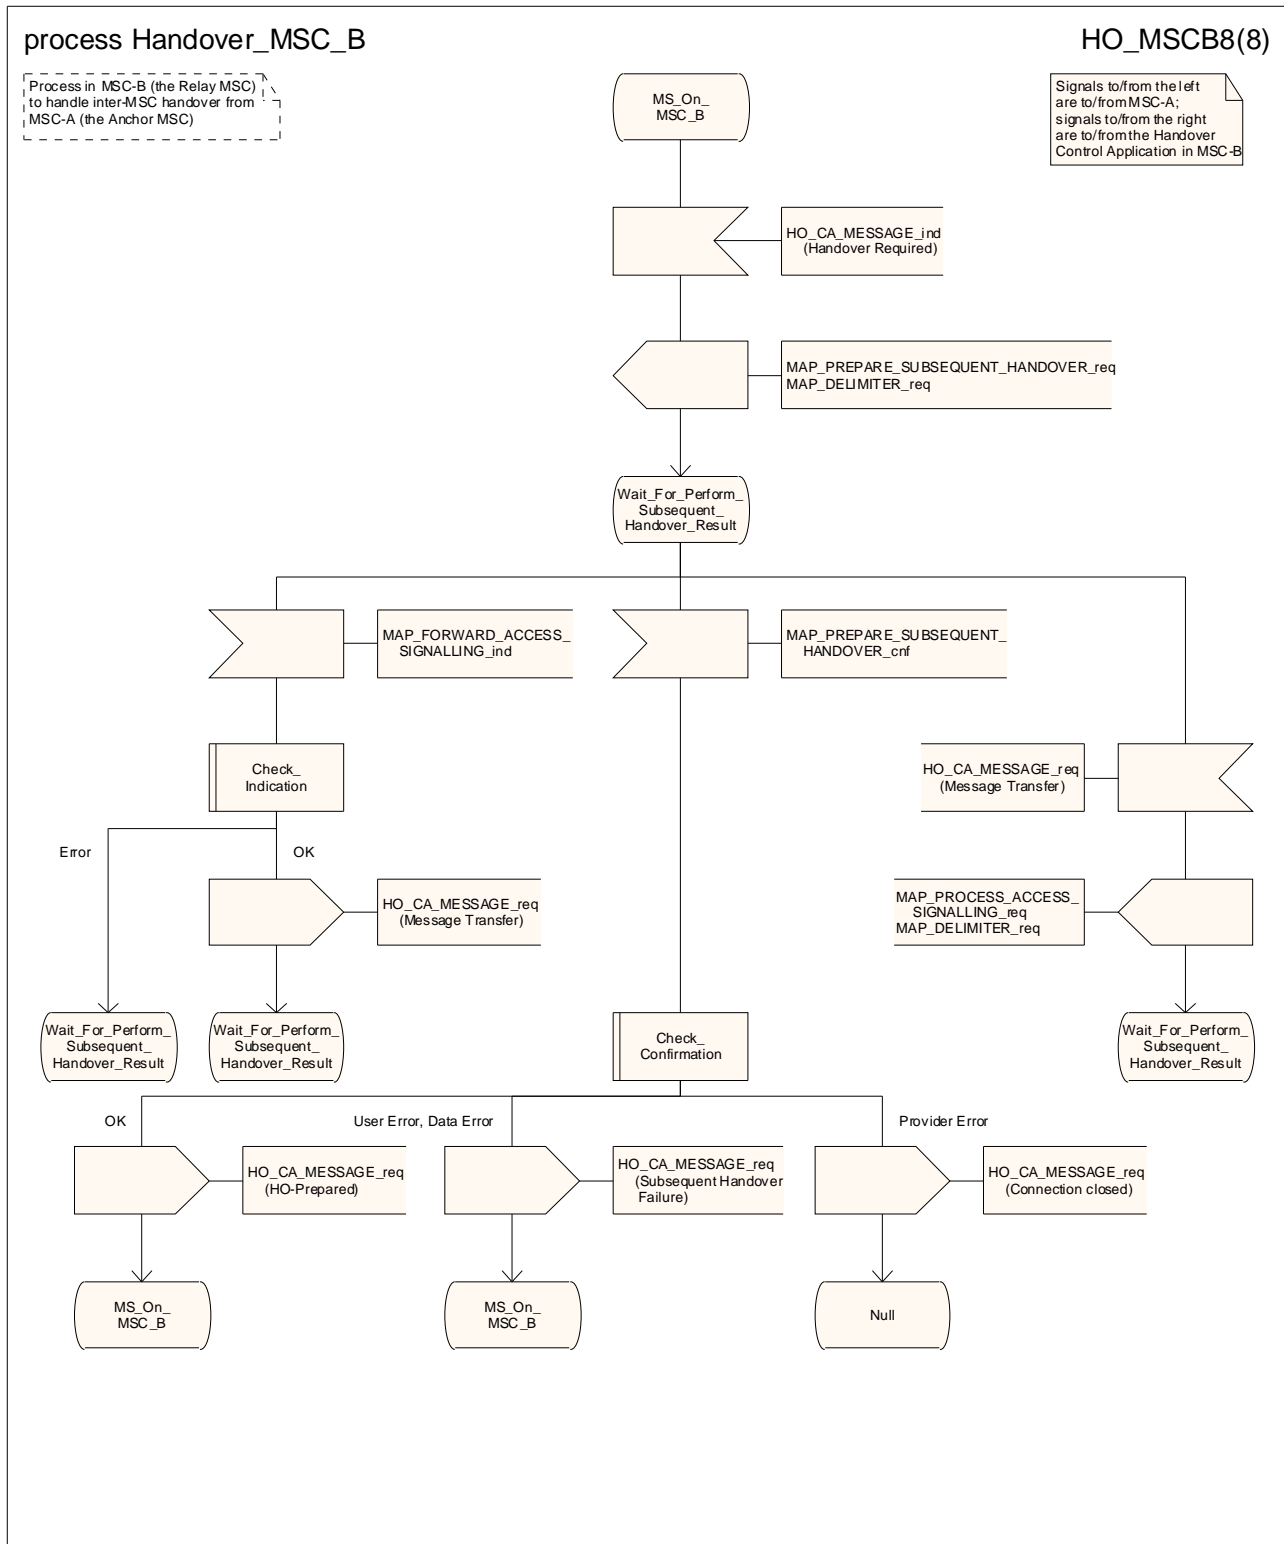 process Handover_MSC_B
HO_MSCB8(8)
Process in MSC-B (the Relay MSC)
to handle inter-MSC handover from
MSC-A (the Anchor MSC)
Signals to/from the left
are to/from MSC-A;
signals to/from the right
are to/from the Handover
Control Application in MSC-B
MS_On_
MSC_B
HO_CA_MESSAGE_ind
(Handover Required)
MAP_PREPARE_SUBSEQUENT_HANDOVER_req
MAP_DELIMITER_req
Wait_For_Perform_
Subsequent_
Handover_Result
MAP_FORWARD_ACCESS_
SIGNALLING_ind
MAP_PREPARE_SUBSEQUENT_
HANDOVER_cnf
Check_
Indication
HO_CA_MESSAGE_req
(Message Transfer)
Error
OK
HO_CA_MESSAGE_req
(Message Transfer)
MAP_PROCESS_ACCESS_
SIGNALLING_req
MAP_DELIMITER_req
Wait_For_Perform_
Subsequent_
Handover_Result
Wait_For_Perform_
Subsequent_
Handover_Result
Check_
Confirmation
Wait_For_Perform_
Subsequent_
Handover_Result
OK
User Error, Data Error
Provider Error
HO_CA_MESSAGE_req
(HO-Prepared)
HO_CA_MESSAGE_req
(Subsequent Handover
Failure)
HO_CA_MESSAGE_req
(Connection closed)
MS_On_
MSC_B
MS_On_
MSC_B
Null